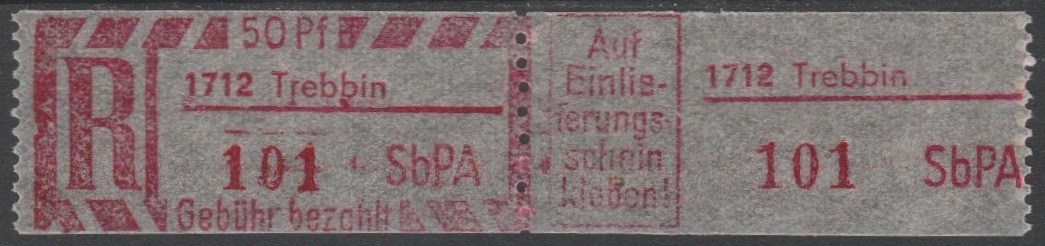 50 Pf
R
1712 Trebbin
101 SbPA
Gebühr bezahlt
Auf
Einlie-
ferungs-
schein
kleben!
1712 Trebbin
101 SbPA